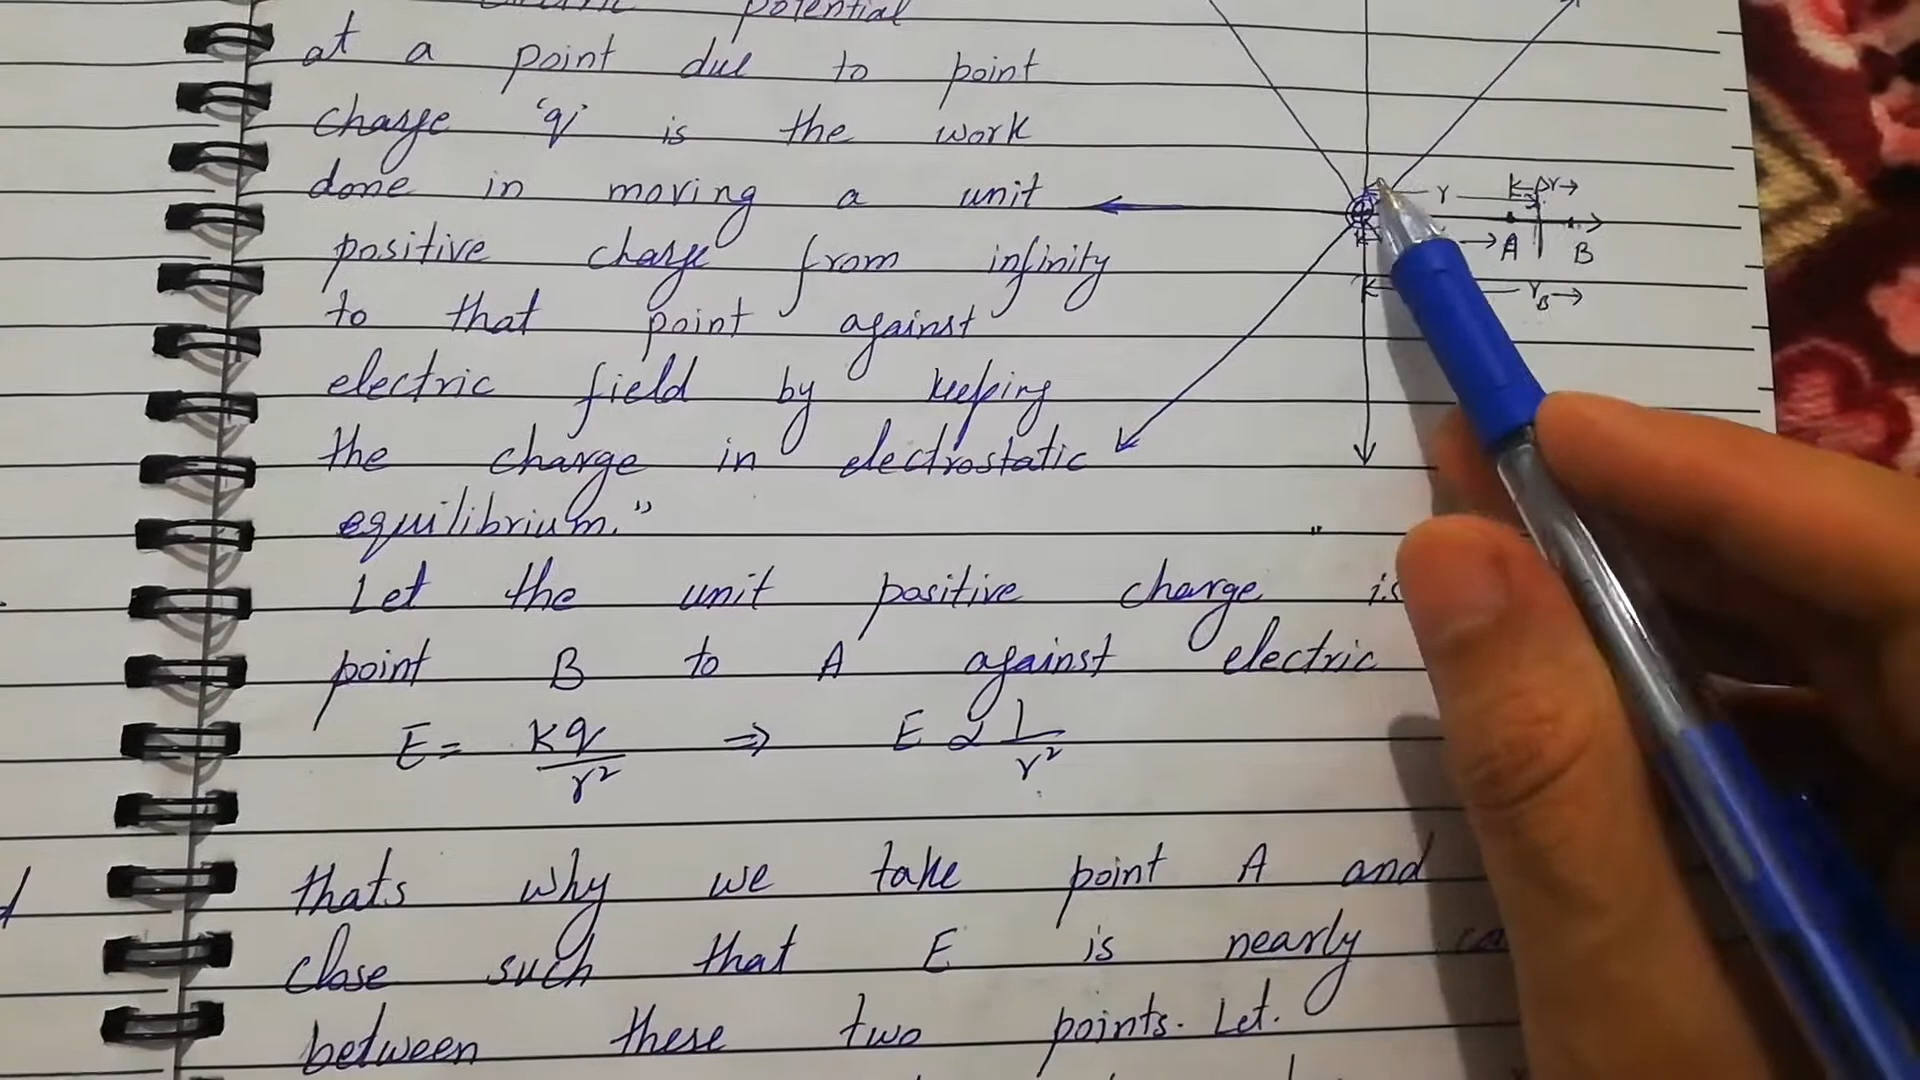 potential
at a point due to point
charge 'q' is the work
done in moving a unit
positive charge from infinity
to that point against
electric field by keeping
the charge in electrostatic
equilibrium."
Let the unit positive charge is
point B to A against electric
E = kq/r² ⇒ E α 1/r²
thats why we take point A and
close such that E is nearly
between these two points. Let.
r Δr
A B
r_B